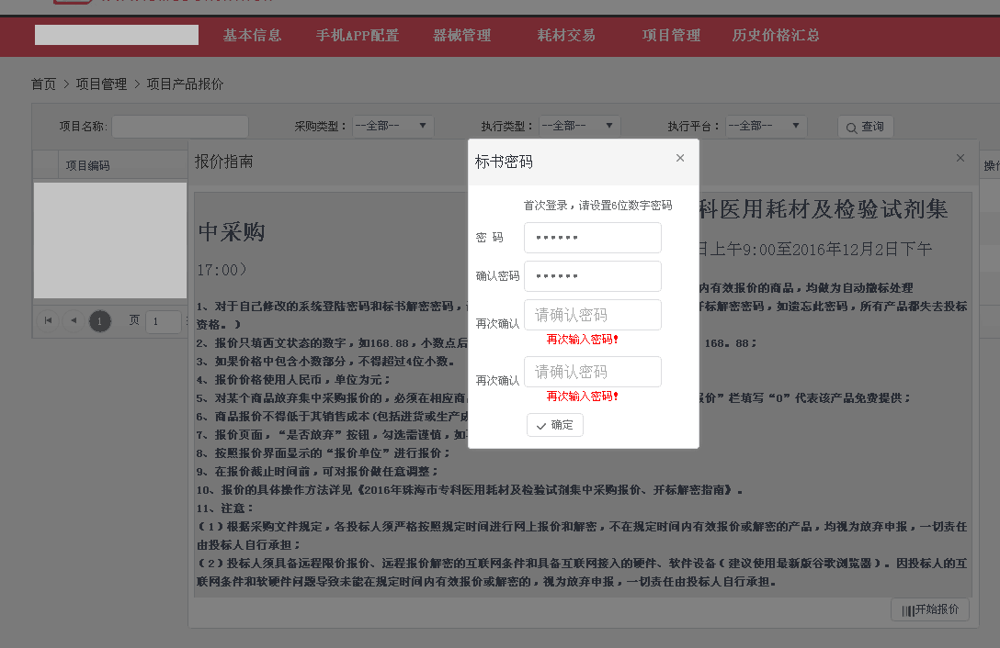 基本信息 手机APP配置 器械管理 耗材交易 项目管理 历史价格汇总
首页 > 项目管理 > 项目产品报价
项目名称: 采购类型： --全部-- 执行类型： --全部-- 执行平台： --全部-- 查询
项目编码
报价指南
科医用耗材及检验试剂集
中采购
日上午9:00至2016年12月2日下午
17:00）
内有效报价的商品，均做为自动撤标处理
1、对于自己修改的系统登陆密码和标书解密密码，
开标解密密码，如遗忘此密码，所有产品都失去投标
资格。）
2、报价只填西文状态的数字，如168.88，小数点后
168。88；
3、如果价格中包含小数部分，不得超过4位小数。
4、报价价格使用人民币，单位为元；
5、对某个商品放弃集中采购报价的，必须在相应商
报价”栏填写“0”代表该产品免费提供；
6、商品报价不得低于其销售成本(包括进货或生产成
7、报价页面，“是否放弃”按钮，勾选需谨慎，如
8、按照报价界面显示的“报价单位”进行报价；
9、在报价截止时间前，可对报价做任意调整；
10、报价的具体操作方法详见《2016年珠海市专科医用耗材及检验试剂集中采购报价、开标解密指南》。
11、注意：
（1）根据采购文件规定，各投标人须严格按照规定时间进行网上报价和解密，不在规定时间内有效报价或解密的产品，均视为放弃申报，一切责任
由投标人自行承担；
（2）投标人须具备远程限价报价、远程报价解密的互联网条件和具备互联网接入的硬件、软件设备（建议使用最新版谷歌浏览器）。因投标人的互
联网条件和软硬件问题导致未能在规定时间内有效报价或解密的，视为放弃申报，一切责任由投标人自行承担。
开始报价
1 页 1
标书密码
首次登录，请设置6位数字密码
密 码 ••••••
确认密码 ••••••
再次确认 请确认密码
再次输入密码!
再次确认 请确认密码
再次输入密码!
确定